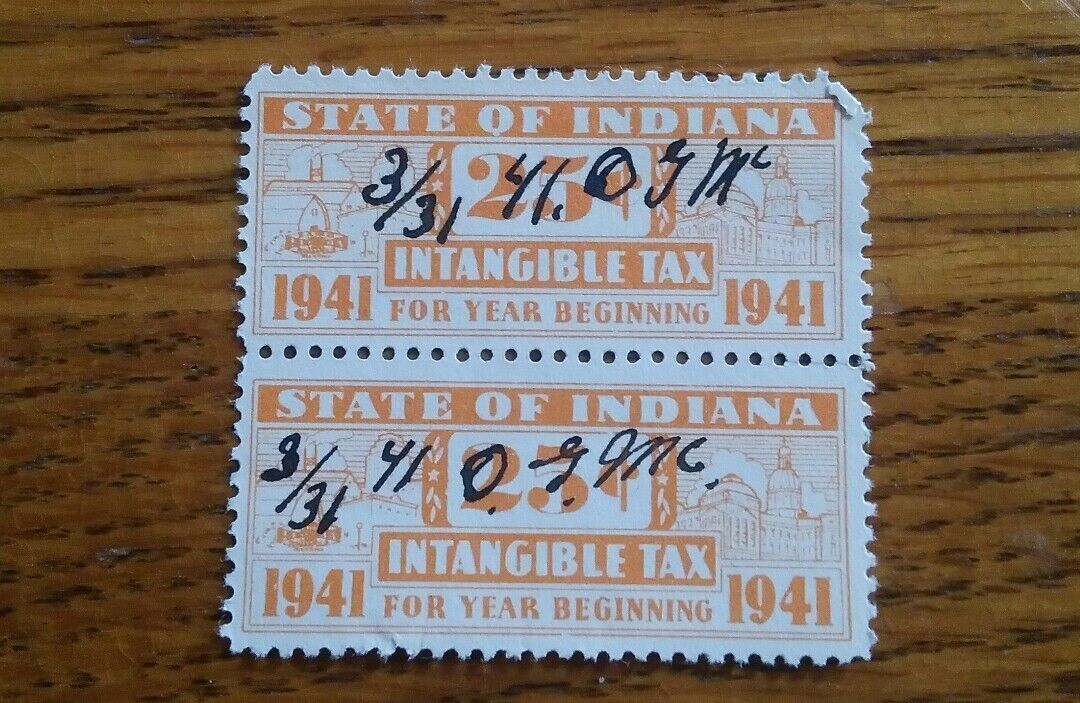 STATE OF INDIANA
25¢
3/31 41. O G Mc
INTANGIBLE TAX
1941 FOR YEAR BEGINNING 1941
STATE OF INDIANA
25¢
3/31 41 O. G. Mc.
INTANGIBLE TAX
1941 FOR YEAR BEGINNING 1941